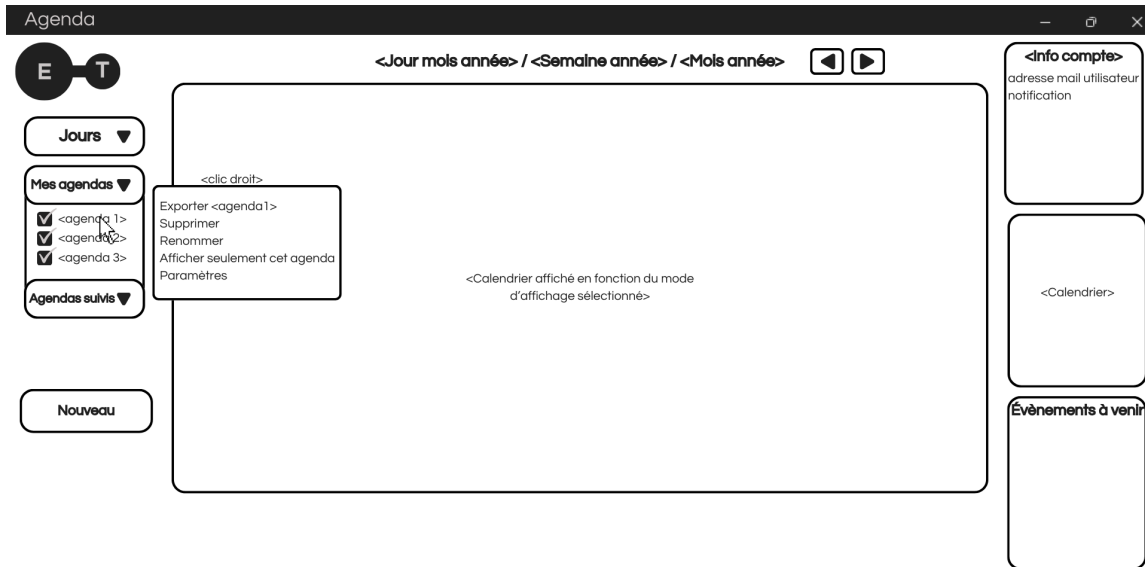 Agenda
E T
<Jour mois année> / <Semaine année> / <Mois année>
<Info compte>
adresse mail utilisateur
notification
Jours
Mes agendas
<clic droit>
<agenda 1>
<agenda 2>
<agenda 3>
Exporter <agenda1>
Supprimer
Renommer
Afficher seulement cet agenda
Paramètres
Agendas suivis
<Calendrier affiché en fonction du mode
d'affichage sélectionné>
<Calendrier>
Nouveau
Évènements à venir